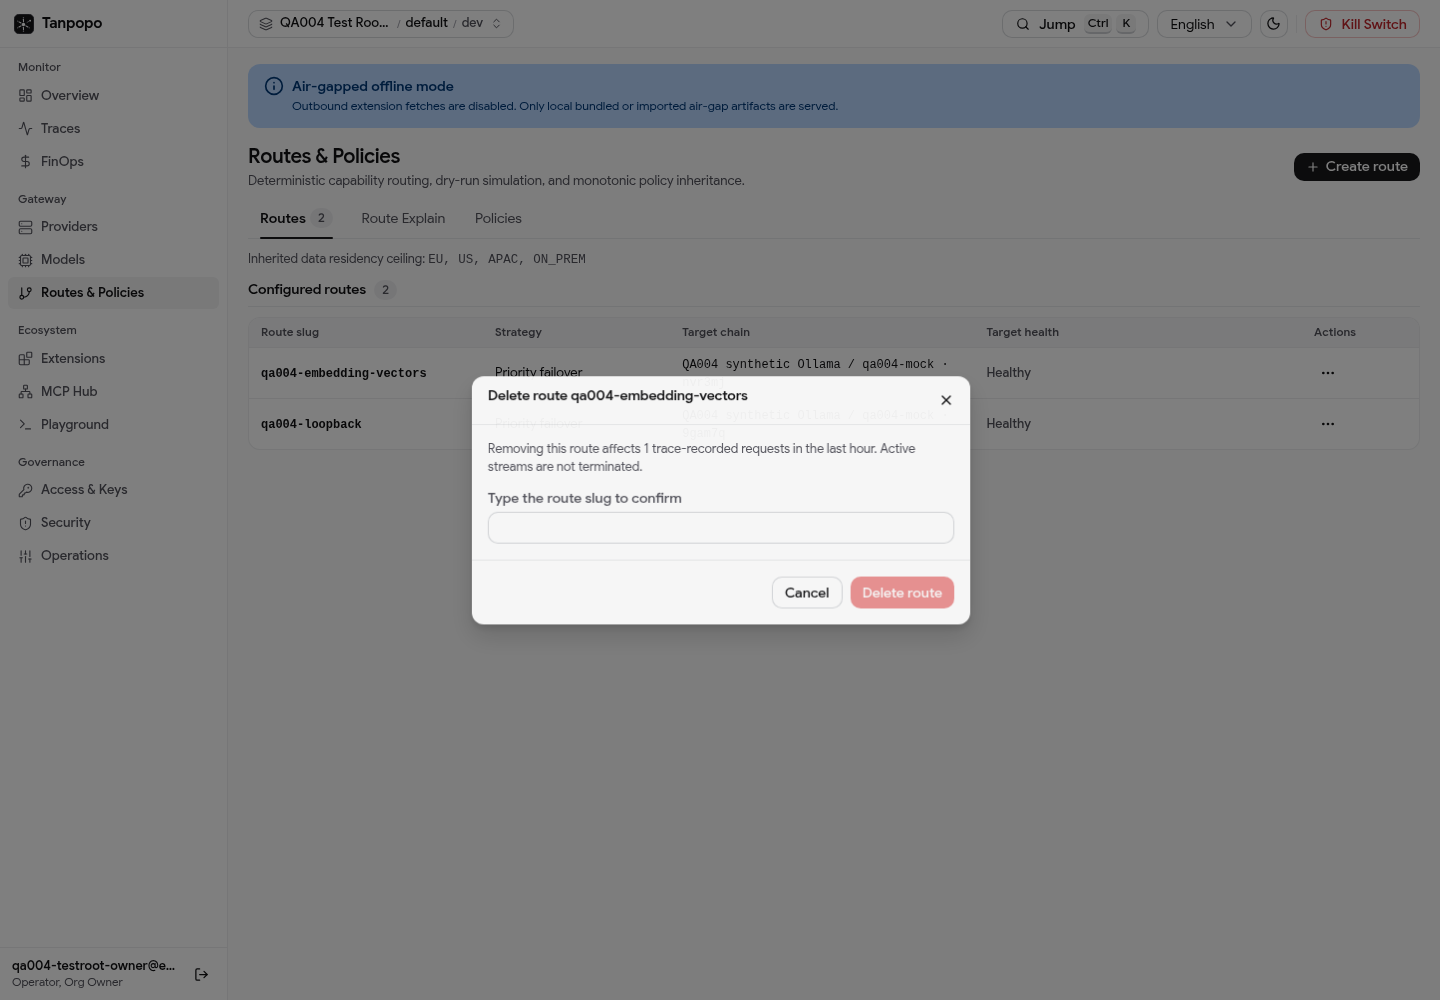 Tanpopo
QA004 Test Roo... / default / dev
Jump Ctrl K
English
Kill Switch
Monitor
Overview
Traces
FinOps
Gateway
Providers
Models
Routes & Policies
Ecosystem
Extensions
MCP Hub
Playground
Governance
Access & Keys
Security
Operations
qa004-testroot-owner@e...
Operator, Org Owner
Air-gapped offline mode
Outbound extension fetches are disabled. Only local bundled or imported air-gap artifacts are served.
Routes & Policies
Deterministic capability routing, dry-run simulation, and monotonic policy inheritance.
Create route
Routes 2 Route Explain Policies
Inherited data residency ceiling: EU, US, APAC, ON_PREM
Configured routes 2
Route slug Strategy Target chain Target health Actions
qa004-embedding-vectors Priority failover QA004 synthetic Ollama / qa004-mock · Healthy
qa004-loopback Priority failover QA004 synthetic Ollama / qa004-mock · Healthy
Delete route qa004-embedding-vectors
Removing this route affects 1 trace-recorded requests in the last hour. Active
streams are not terminated.
Type the route slug to confirm
Cancel
Delete route